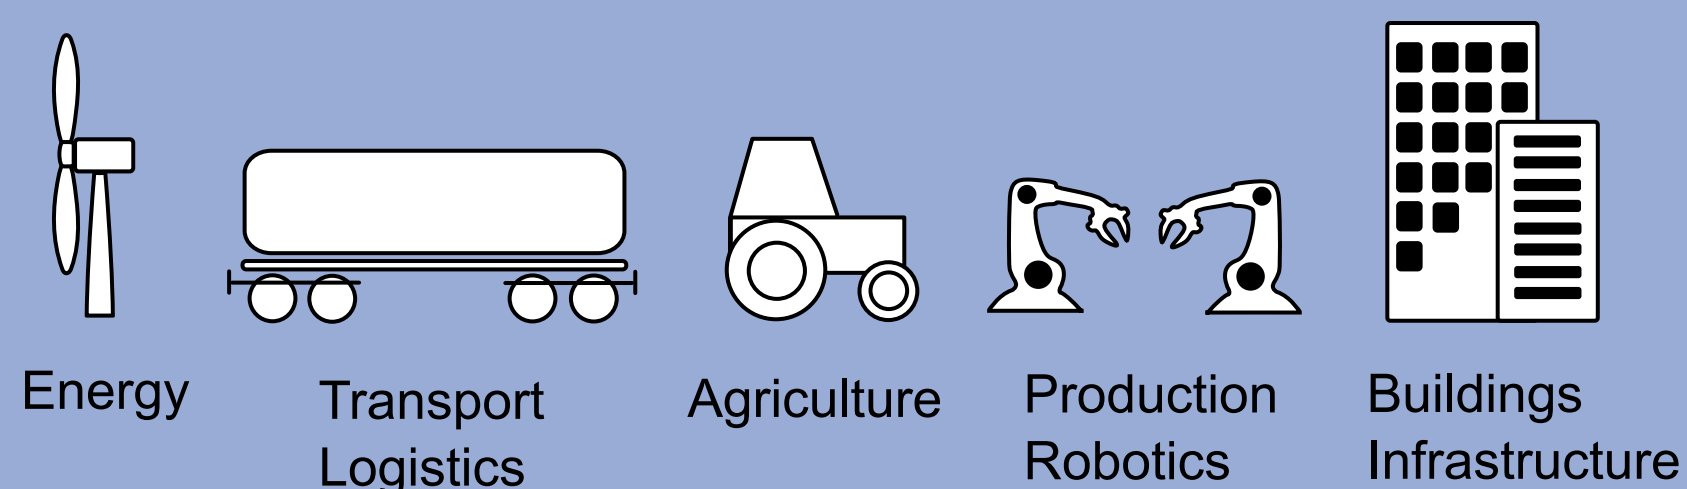 Energy
Transport
Logistics
Agriculture
Production
Robotics
Buildings
Infrastructure